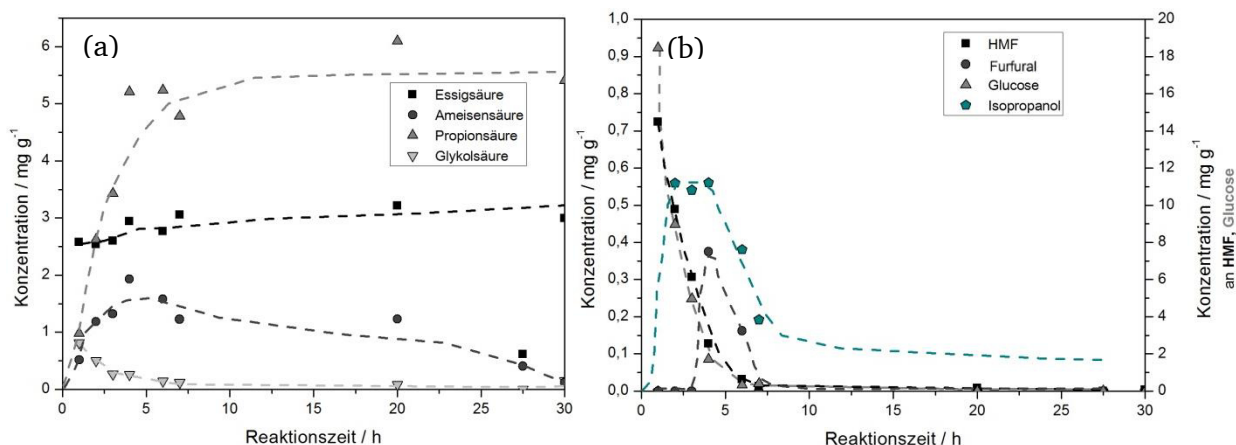 (a)
Konzentration / mg g⁻¹
6
5
4
3
2
1
0
Essigsäure
Ameisensäure
Propionsäure
Glykolsäure
0 5 10 15 20 25 30
Reaktionszeit / h
(b)
Konzentration / mg g⁻¹
1,0
0,9
0,8
0,7
0,6
0,5
0,4
0,3
0,2
0,1
0,0
HMF
Furfural
Glucose
Isopropanol
0 5 10 15 20 25 30
Reaktionszeit / h
20
18
16
14
12
10
8
6
4
2
0
Konzentration / mg g⁻¹
an HMF, Glucose